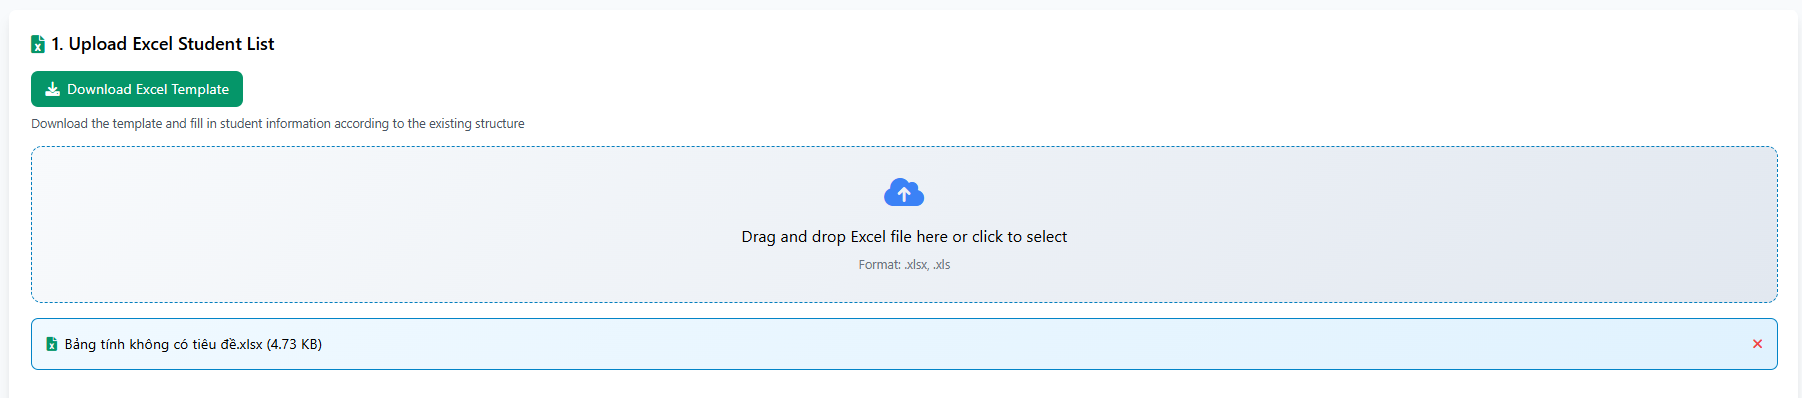 1. Upload Excel Student List
Download Excel Template
Download the template and fill in student information according to the existing structure
Drag and drop Excel file here or click to select
Format: .xlsx, .xls
Bảng tính không có tiêu đề.xlsx (4.73 KB)